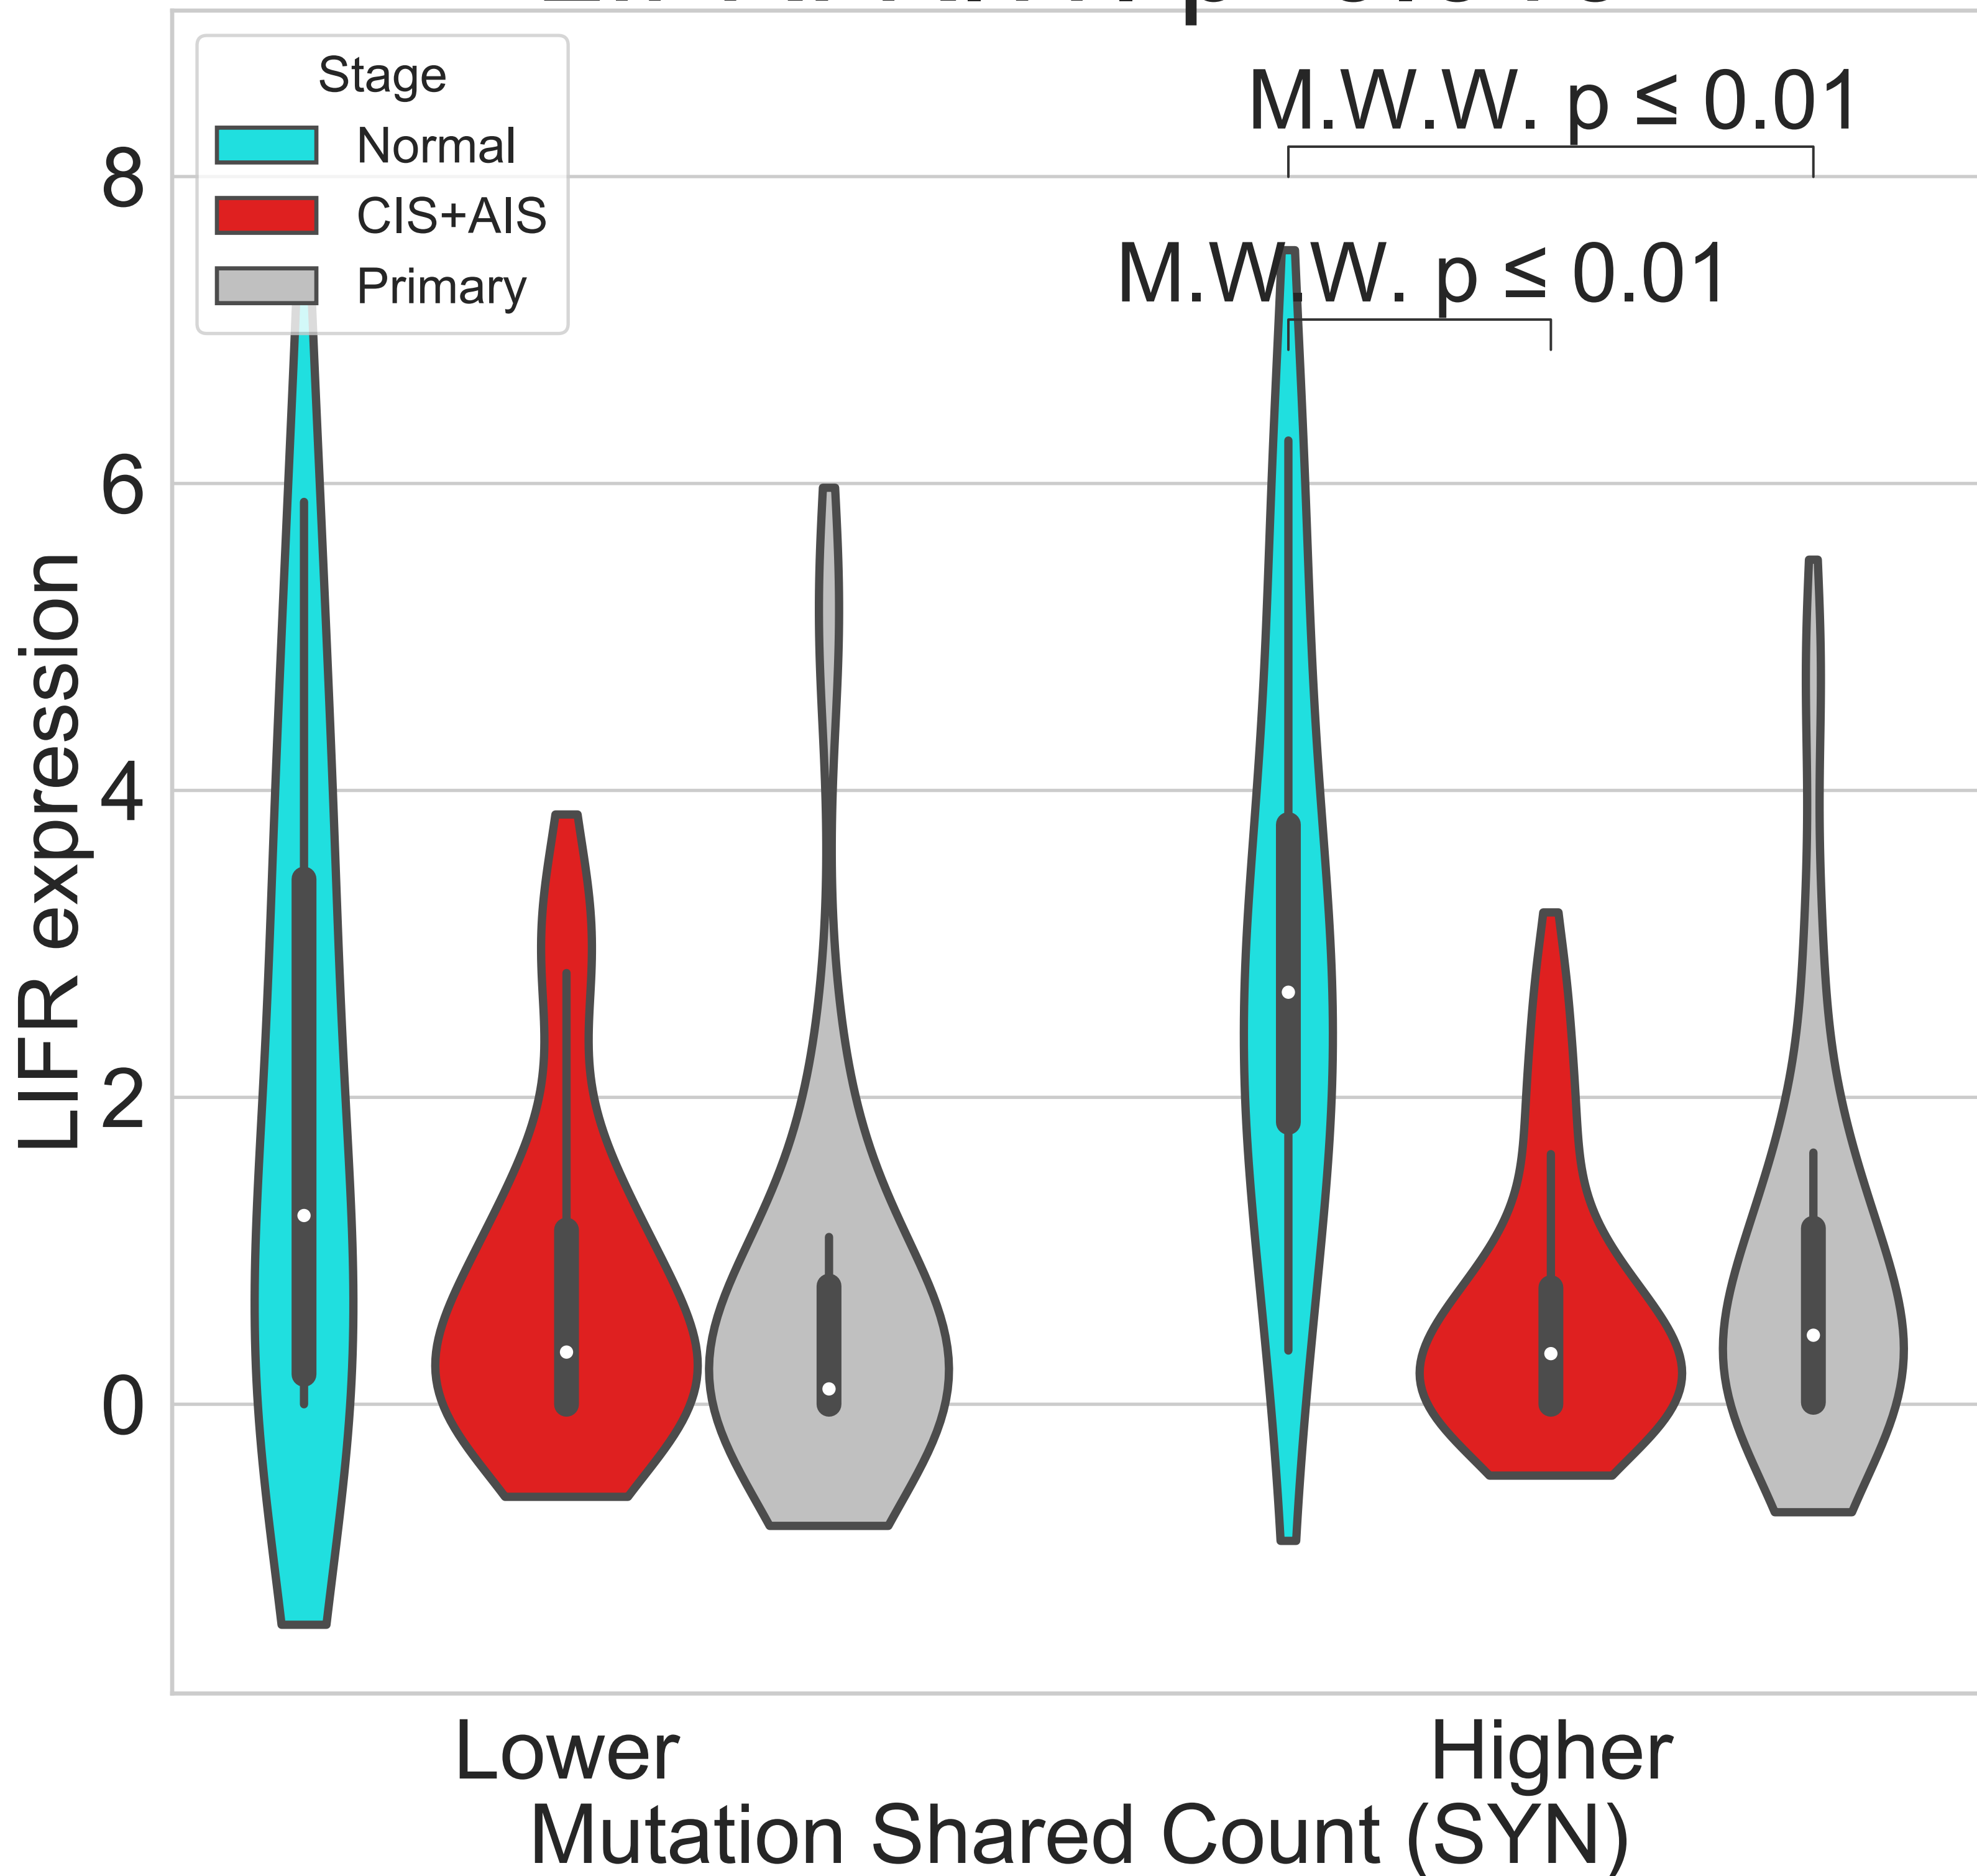 Stage
Normal
CIS+AIS
Primary
M.W.W. p ≤ 0.01
M.W.W. p ≤ 0.01
8
6
4
2
0
LIFR expression
Lower
Higher
Mutation Shared Count (SYN)